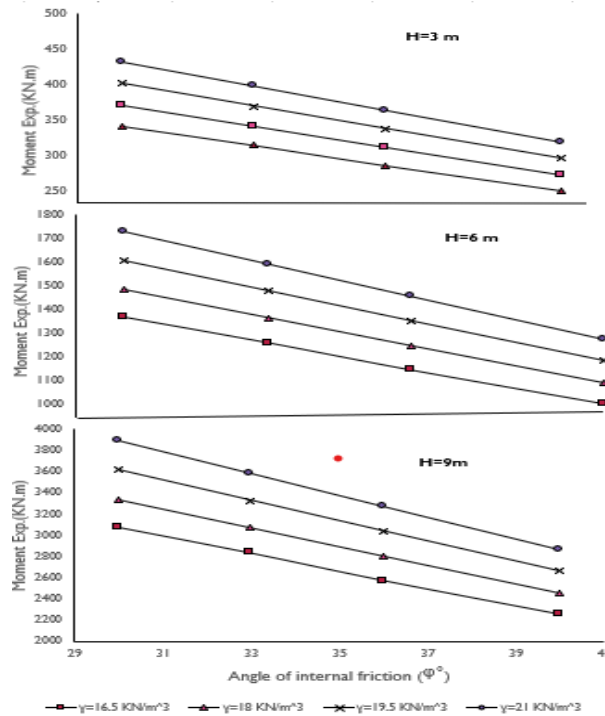 500
H=3 m
450
400
350
300
250
Moment Exp.(KN.m)
1800
1700
H=6 m
1600
1500
1400
1300
1200
1100
1000
Moment Exp.(KN.m)
4000
3800
H=9m
3600
3400
3200
3000
2800
2600
2400
2200
2000
Moment Exp.(KN.m)
29 31 33 35 37 39 4
Angle of internal friction (φ°)
γ=16.5 KN/m^3 γ=18 KN/m^3 γ=19.5 KN/m^3 γ=21 KN/m^3